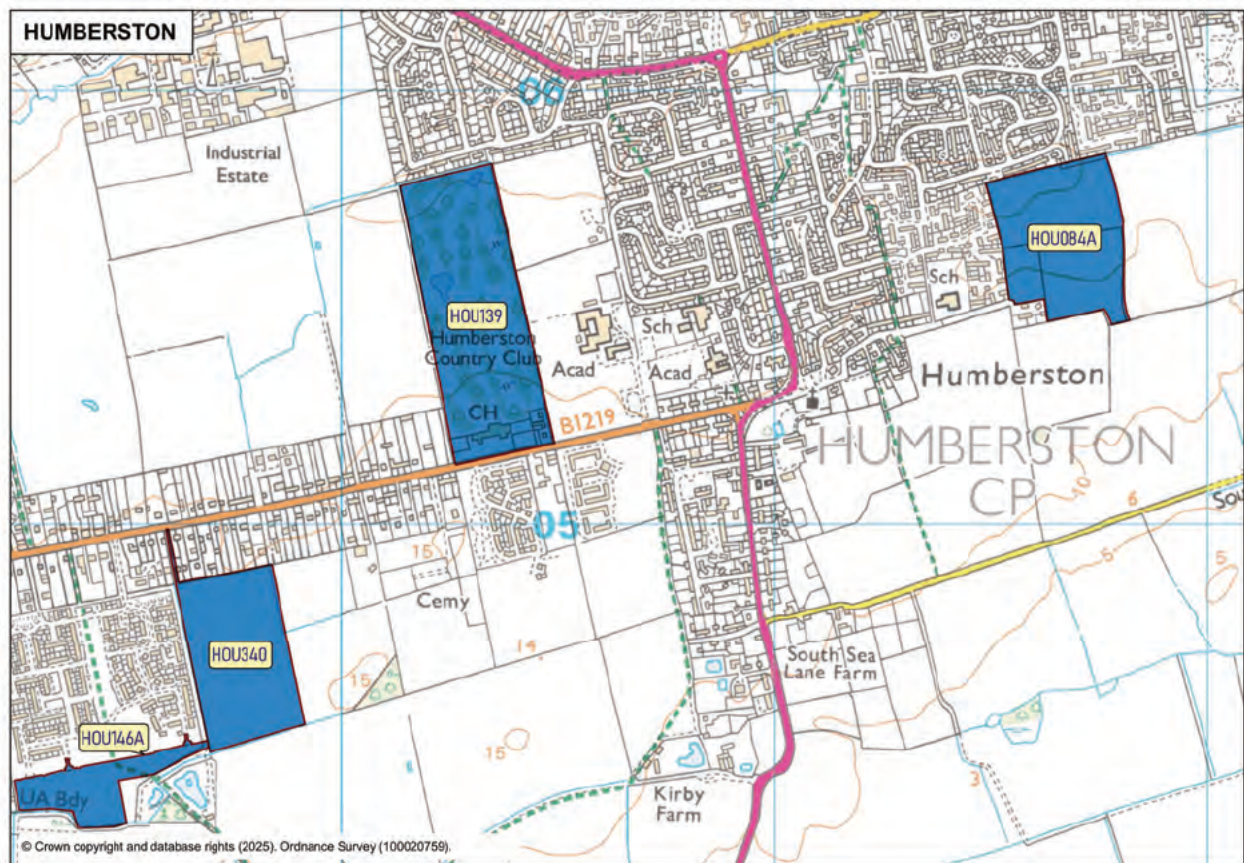 HUMBERSTON
06
Industrial
Estate
HOU084A
HOU139
Sch
Sch
Humberston
Country Club
Acad
Acad
Humberston
CH
B1219
HUMBERSTON
CP
10
6
Sou
05
15
5
5
Cemy
14
HOU340
15
South Sea
Lane Farm
HOU146A
15
3
UA Bdy
Kirby
Farm
© Crown copyright and database rights (2025). Ordnance Survey (100020759).